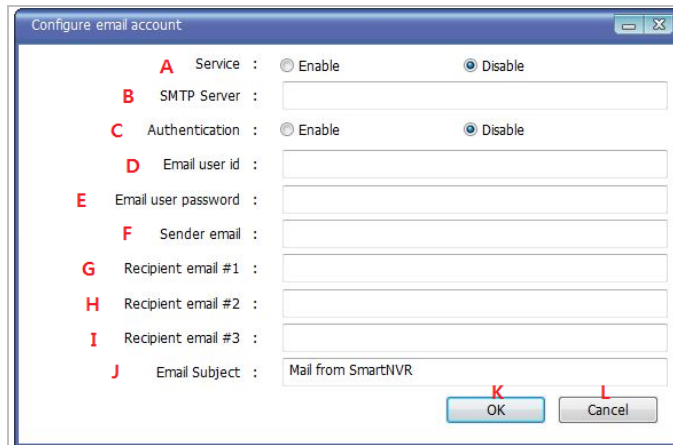 Configure email account
A Service : Enable Disable
B SMTP Server :
C Authentication : Enable Disable
D Email user id :
E Email user password :
F Sender email :
G Recipient email #1 :
H Recipient email #2 :
I Recipient email #3 :
J Email Subject : Mail from SmartNVR
K L
OK Cancel